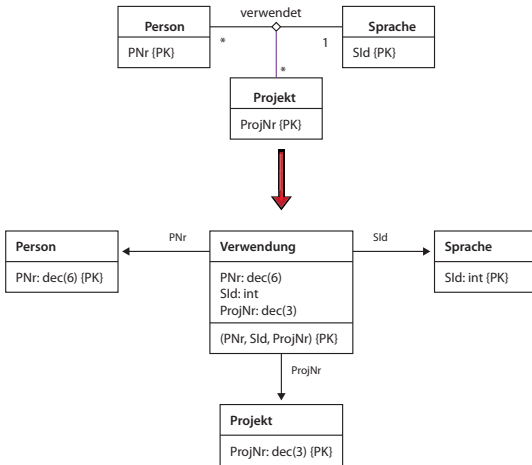 verwendet
Person
Sprache
PNr {PK}
*
1
SId {PK}
*
Projekt
ProjNr {PK}
Person
PNr
Verwendung
SId
Sprache
PNr: dec(6) {PK}
PNr: dec(6)
SId: int
ProjNr: dec(3)
SId: int {PK}
(PNr, SId, ProjNr) {PK}
ProjNr
Projekt
ProjNr: dec(3) {PK}